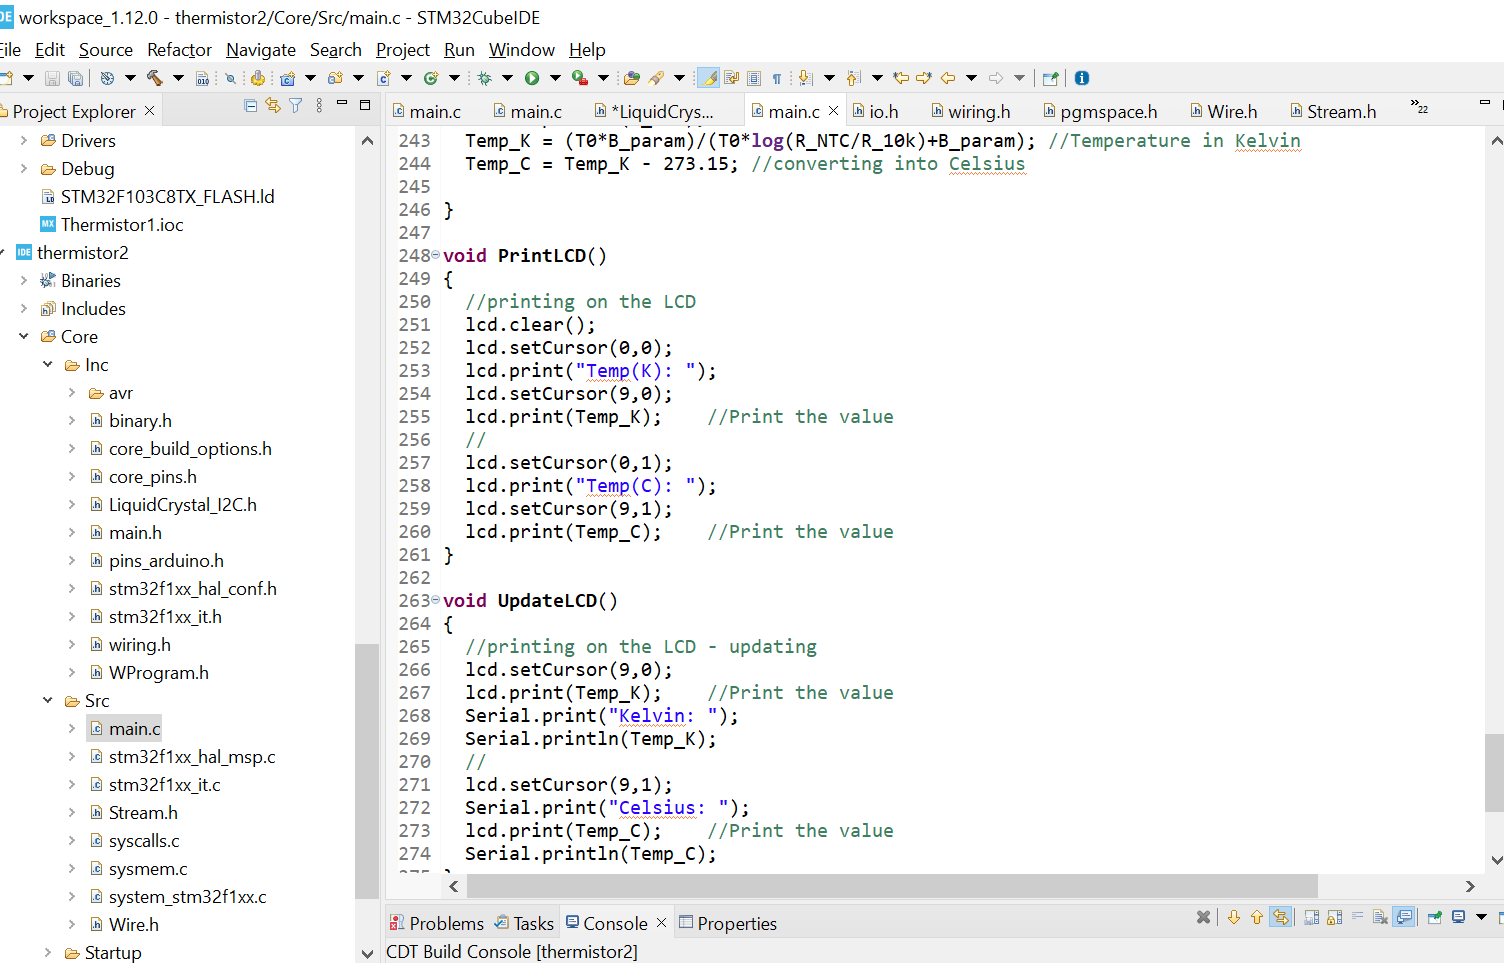 workspace_1.12.0 - thermistor2/Core/Src/main.c - STM32CubeIDE
File Edit Source Refactor Navigate Search Project Run Window Help
Project Explorer
Drivers
Debug
STM32F103C8TX_FLASH.ld
Thermistor1.ioc
thermistor2
Binaries
Includes
Core
Inc
avr
binary.h
core_build_options.h
core_pins.h
LiquidCrystal_I2C.h
main.h
pins_arduino.h
stm32f1xx_hal_conf.h
stm32f1xx_it.h
wiring.h
WProgram.h
Src
main.c
stm32f1xx_hal_msp.c
stm32f1xx_it.c
Stream.h
syscalls.c
sysmem.c
system_stm32f1xx.c
Wire.h
Startup
main.c main.c *LiquidCrys... main.c io.h wiring.h pgmspace.h Wire.h Stream.h 22
243 Temp_K = (T0*B_param)/(T0*log(R_NTC/R_10k)+B_param); //Temperature in Kelvin
244 Temp_C = Temp_K - 273.15; //converting into Celsius
245
246 }
247
248 void PrintLCD()
249 {
250 //printing on the LCD
251 lcd.clear();
252 lcd.setCursor(0,0);
253 lcd.print("Temp(K): ");
254 lcd.setCursor(9,0);
255 lcd.print(Temp_K); //Print the value
256 //
257 lcd.setCursor(0,1);
258 lcd.print("Temp(C): ");
259 lcd.setCursor(9,1);
260 lcd.print(Temp_C); //Print the value
261 }
262
263 void UpdateLCD()
264 {
265 //printing on the LCD - updating
266 lcd.setCursor(9,0);
267 lcd.print(Temp_K); //Print the value
268 Serial.print("Kelvin: ");
269 Serial.println(Temp_K);
270 //
271 lcd.setCursor(9,1);
272 Serial.print("Celsius: ");
273 lcd.print(Temp_C); //Print the value
274 Serial.println(Temp_C);
Problems Tasks Console Properties
CDT Build Console [thermistor2]